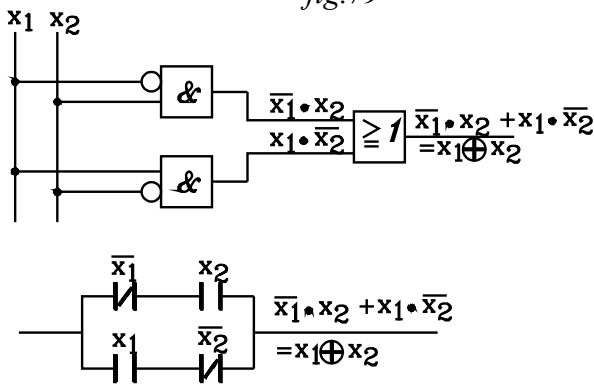 fig.79
x₁ x₂
&
x̅₁•x₂
x₁•x̅₂
≥1
x̅₁•x₂+x₁•x̅₂
=x₁⊕x₂
&
x̅₁ x₂
x₁ x̅₂
x̅₁•x₂+x₁•x̅₂
=x₁⊕x₂